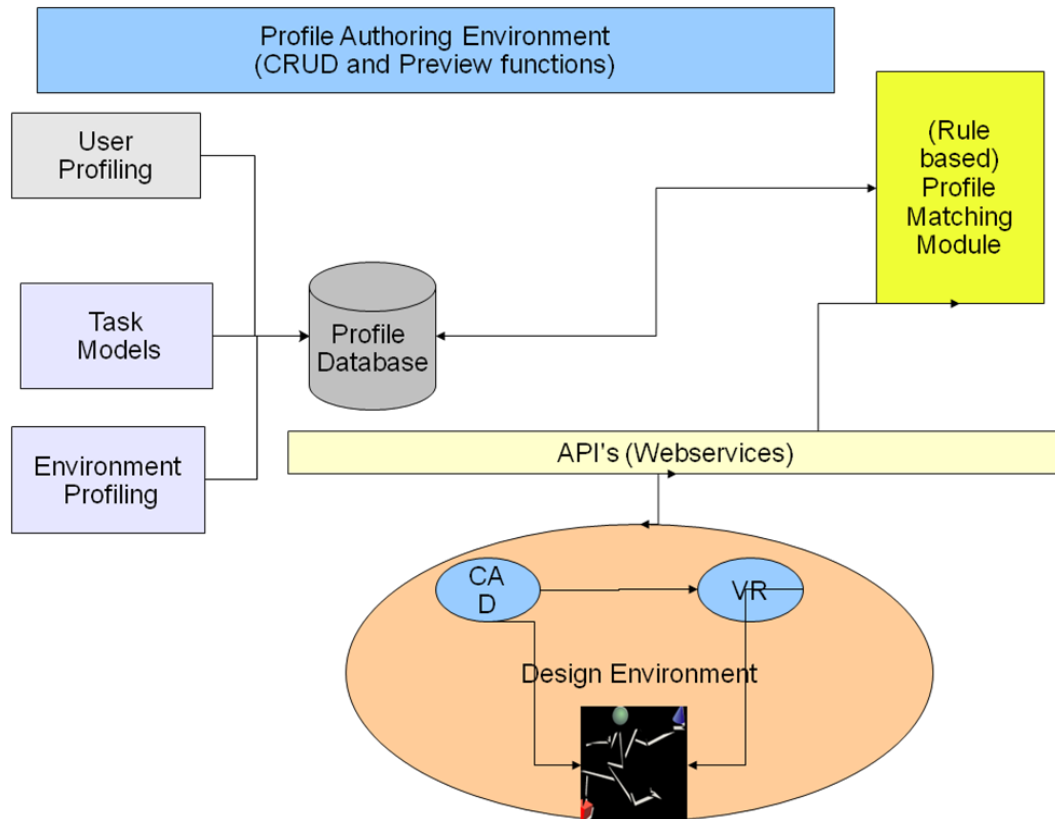 Profile Authoring Environment
(CRUD and Preview functions)
User
Profiling
(Rule
based)
Profile
Matching
Module
Task
Models
Profile
Database
Environment
Profiling
API's (Webservices)
CA
D
VR
Design Environment